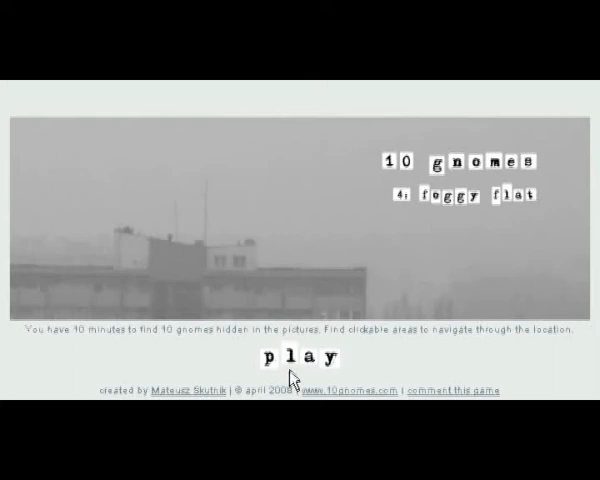 10 gnomes
4: foggy flat
You have 10 minutes to find 10 gnomes hidden in the pictures. Find clickable areas to navigate through the location.
play
created by Mateusz Skutnik | © april 2008 | www.10gnomes.com | comment this game